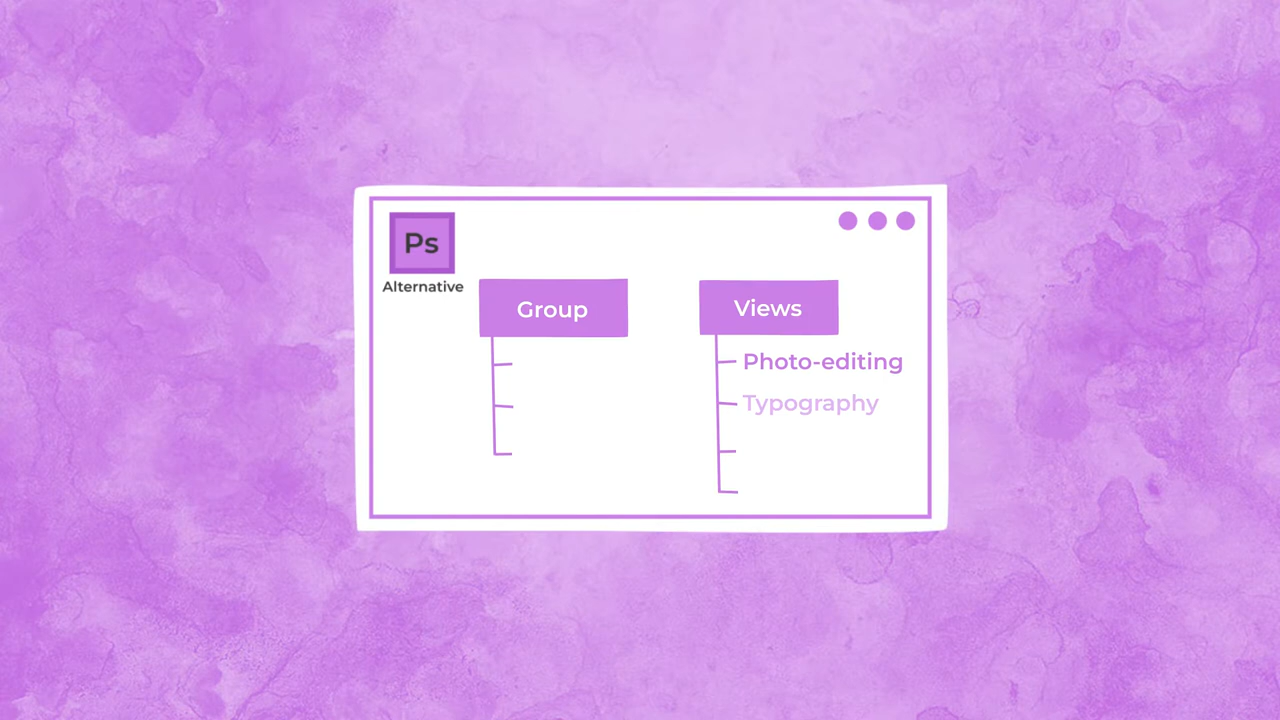 Ps
Alternative
Group
Views
Photo-editing
Typography